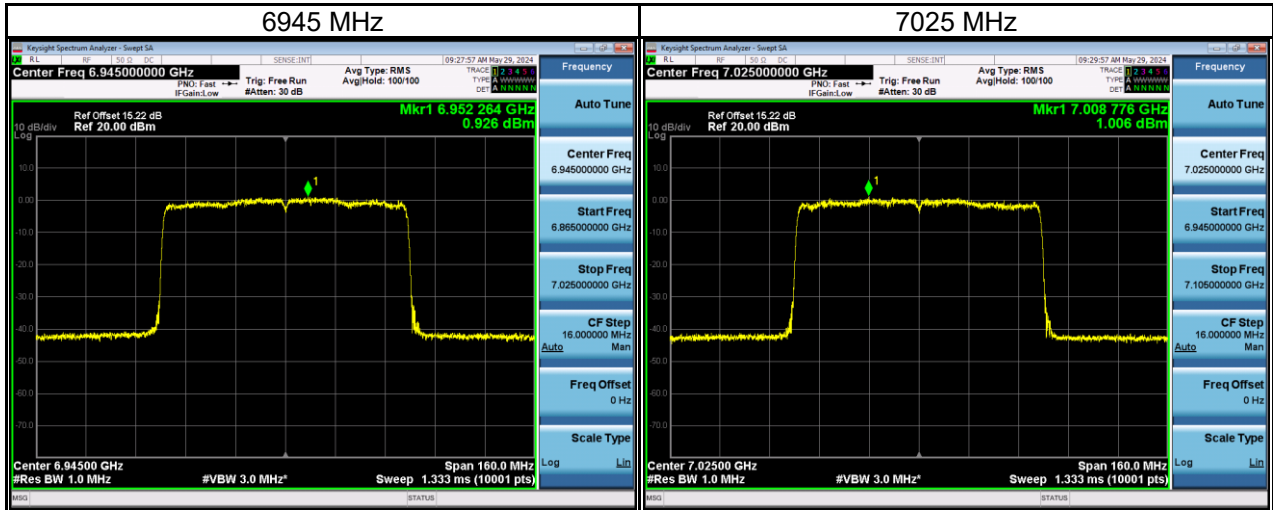 6945 MHz
7025 MHz
Keysight Spectrum Analyzer - Swept SA
RL RF 50 Ω DC SENSE:INT 09:27:57 AM May 29, 2024
Center Freq 6.945000000 GHz
PNO: Fast
IFGain:Low
Trig: Free Run
#Atten: 30 dB
Avg Type: RMS
Avg|Hold: 100/100
TRACE 1 2 3 4 5 6
TYPE A WWWWW
DET A N N N N N
Ref Offset 15.22 dB
Ref 20.00 dBm
10 dB/div
Log
Mkr1 6.952 264 GHz
0.926 dBm
1
10.0
0.00
-10.0
-20.0
-30.0
-40.0
-50.0
-60.0
-70.0
Center 6.94500 GHz
Span 160.0 MHz
#Res BW 1.0 MHz
#VBW 3.0 MHz*
Sweep 1.333 ms (10001 pts)
MSG
STATUS
Frequency
Auto Tune
Center Freq
6.945000000 GHz
Start Freq
6.865000000 GHz
Stop Freq
7.025000000 GHz
CF Step
16.000000 MHz
Auto Man
Freq Offset
0 Hz
Scale Type
Log Lin
Keysight Spectrum Analyzer - Swept SA
RL RF 50 Ω DC SENSE:INT 09:29:57 AM May 29, 2024
Center Freq 7.025000000 GHz
PNO: Fast
IFGain:Low
Trig: Free Run
#Atten: 30 dB
Avg Type: RMS
Avg|Hold: 100/100
TRACE 1 2 3 4 5 6
TYPE A WWWWW
DET A N N N N N
Ref Offset 15.22 dB
Ref 20.00 dBm
10 dB/div
Log
Mkr1 7.008 776 GHz
1.006 dBm
1
10.0
0.00
-10.0
-20.0
-30.0
-40.0
-50.0
-60.0
-70.0
Center 7.02500 GHz
Span 160.0 MHz
#Res BW 1.0 MHz
#VBW 3.0 MHz*
Sweep 1.333 ms (10001 pts)
MSG
STATUS
Frequency
Auto Tune
Center Freq
7.025000000 GHz
Start Freq
6.945000000 GHz
Stop Freq
7.105000000 GHz
CF Step
16.000000 MHz
Auto Man
Freq Offset
0 Hz
Scale Type
Log Lin